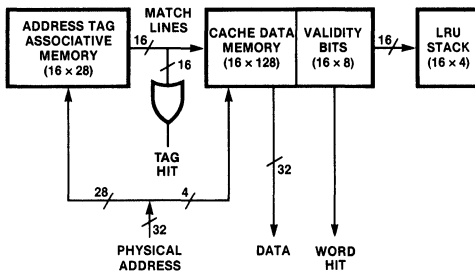 ADDRESS TAG
ASSOCIATIVE
MEMORY
(16 × 28)
MATCH
LINES
16
16
TAG
HIT
CACHE DATA
MEMORY
(16 × 128)
VALIDITY
BITS
(16 × 8)
16
LRU
STACK
(16 × 4)
28
4
32
32
PHYSICAL
ADDRESS
DATA
WORD
HIT